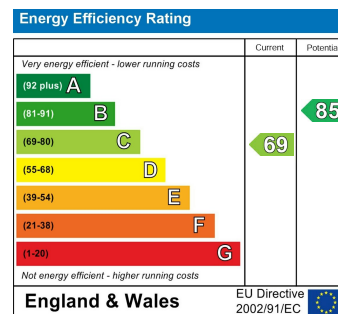 Energy Efficiency Rating
Current Potentia
Very energy efficient - lower running costs
(92 plus) A
(81-91) B
85
(69-80) C
69
(55-68) D
(39-54) E
(21-38) F
(1-20) G
Not energy efficient - higher running costs
England & Wales
EU Directive
2002/91/EC